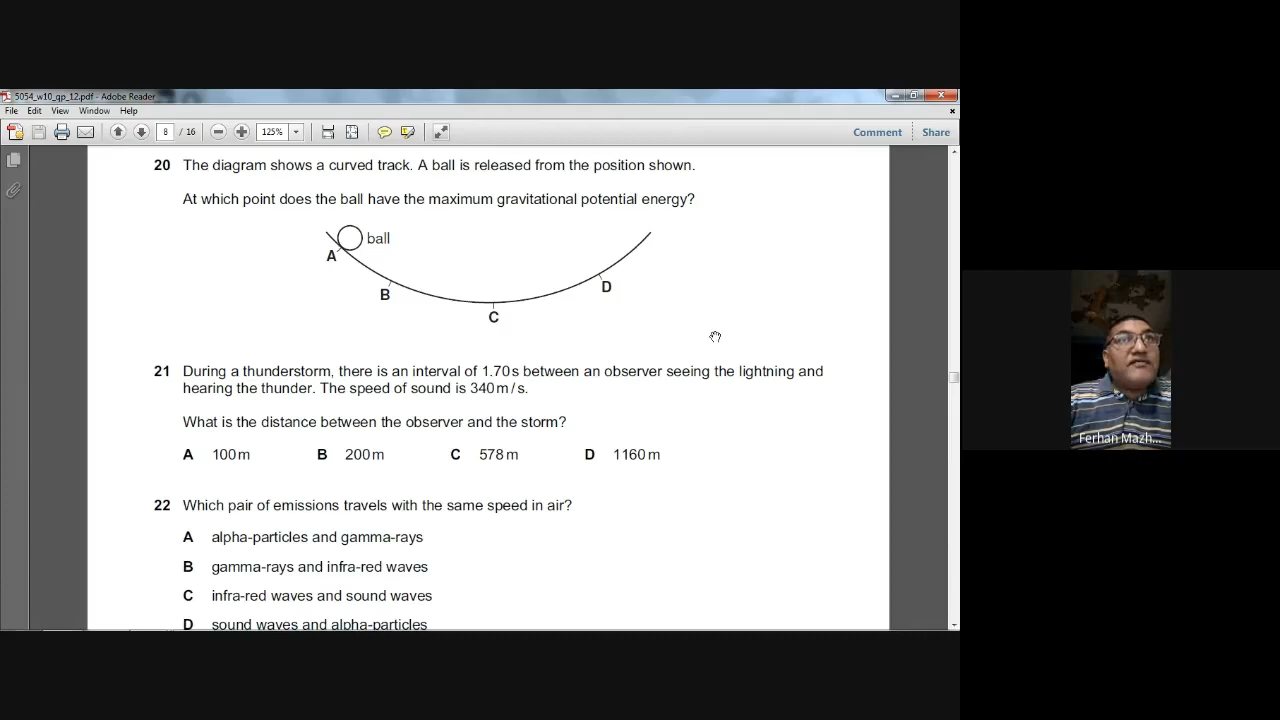 5054_w10_qp_12.pdf - Adobe Reader
File Edit View Window Help
8 / 16 125% Comment Share
20 The diagram shows a curved track. A ball is released from the position shown.
At which point does the ball have the maximum gravitational potential energy?
ball
A
B
D
C
21 During a thunderstorm, there is an interval of 1.70 s between an observer seeing the lightning and
hearing the thunder. The speed of sound is 340 m / s.
What is the distance between the observer and the storm?
A 100 m B 200 m C 578 m D 1160 m
22 Which pair of emissions travels with the same speed in air?
A alpha-particles and gamma-rays
B gamma-rays and infra-red waves
C infra-red waves and sound waves
D sound waves and alpha-particles
Ferhan Mazh...